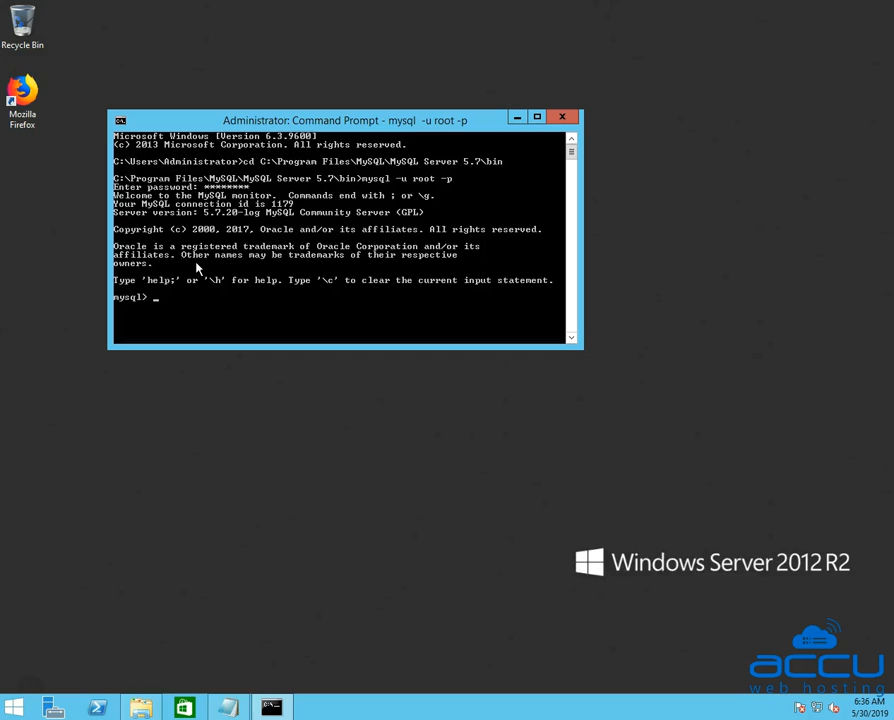 Recycle Bin
Mozilla
Firefox
Administrator: Command Prompt - mysql -u root -p
Microsoft Windows [Version 6.3.9600]
(c) 2013 Microsoft Corporation. All rights reserved.
C:\Users\Administrator>cd C:\Program Files\MySQL\MySQL Server 5.7\bin
C:\Program Files\MySQL\MySQL Server 5.7\bin>mysql -u root -p
Enter password: ********
Welcome to the MySQL monitor.  Commands end with ; or \g.
Your MySQL connection id is 1179
Server version: 5.7.20-log MySQL Community Server (GPL)
Copyright (c) 2000, 2017, Oracle and/or its affiliates. All rights reserved.
Oracle is a registered trademark of Oracle Corporation and/or its
affiliates. Other names may be trademarks of their respective
owners.
Type 'help;' or '\h' for help. Type '\c' to clear the current input statement.
mysql> _
Windows Server 2012 R2
accu
web hosting
6:36 AM
5/30/2019